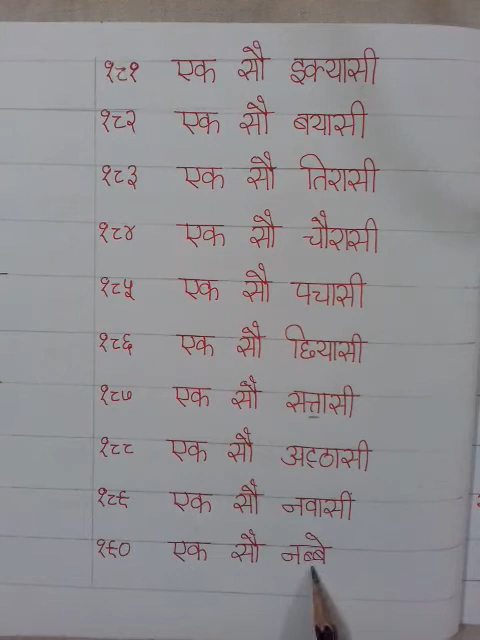 १८१ एक सौ इक्यासी
१८२ एक सौ बयासी
१८३ एक सौ तिरासी
१८४ एक सौ चौरासी
१८५ एक सौ पचासी
१८६ एक सौ छियासी
१८७ एक सौ सत्तासी
१८८ एक सौ अट्ठासी
१८९ एक सौ नवासी
१९० एक सौ नब्बे